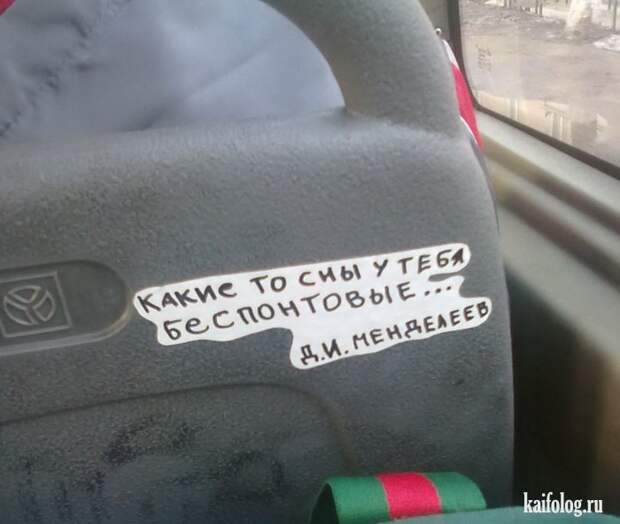 КАКИЕ ТО СНЫ У ТЕБЯ
БЕСПОНТОВЫЕ...
Д.И. МЕНДЕЛЕЕВ
kaifolog.ru